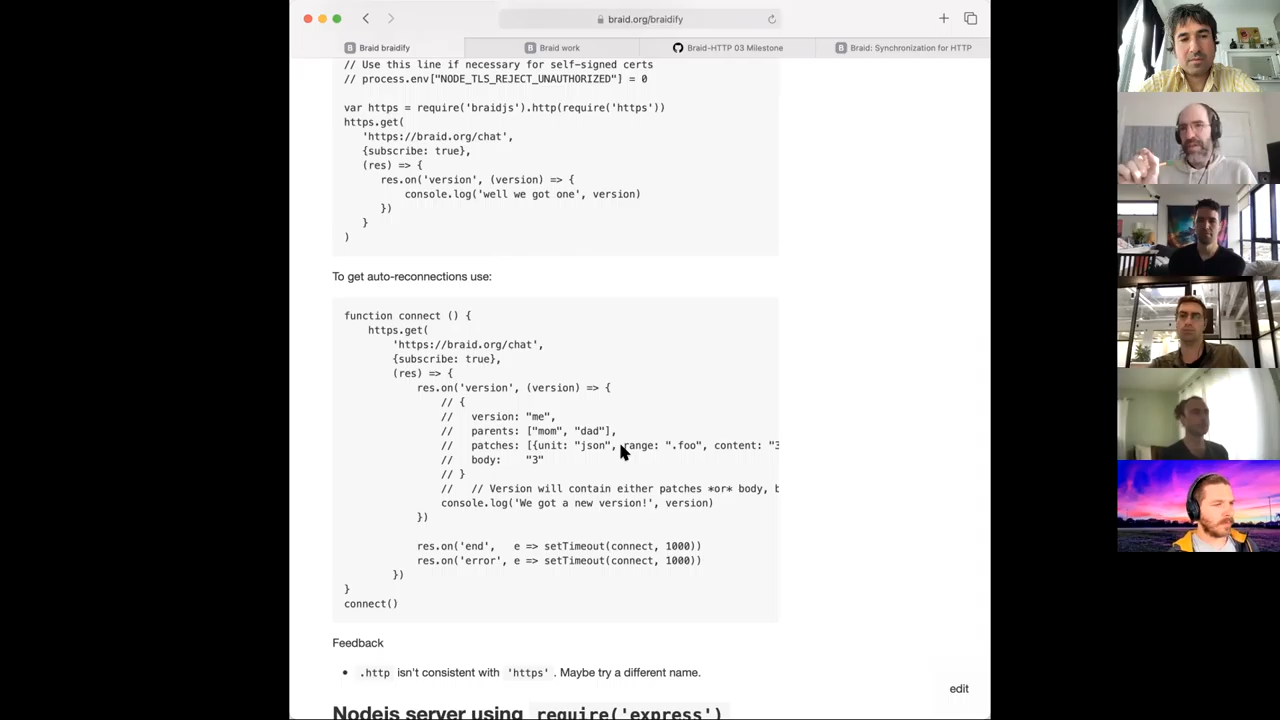 braid.org/braidify
Braid braidify
Braid work
Braid-HTTP 03 Milestone
Braid: Synchronization for HTTP
// Use this line if necessary for self-signed certs
// process.env["NODE_TLS_REJECT_UNAUTHORIZED"] = 0
var https = require('braidjs').http(require('https'))
https.get(
'https://braid.org/chat',
{subscribe: true},
(res) => {
res.on('version', (version) => {
console.log('well we got one', version)
})
}
)
To get auto-reconnections use:
function connect () {
https.get(
'https://braid.org/chat',
{subscribe: true},
(res) => {
res.on('version', (version) => {
// {
//   version: "me",
//   parents: ["mom", "dad"],
//   patches: [{unit: "json", range: ".foo", content: "3
//   body:    "3"
// }
//   // Version will contain either patches *or* body, b
console.log('We got a new version!', version)
})
res.on('end',   e => setTimeout(connect, 1000))
res.on('error', e => setTimeout(connect, 1000))
})
}
connect()
Feedback
• .http isn't consistent with 'https'. Maybe try a different name.
edit
Nodejs server using require('express')